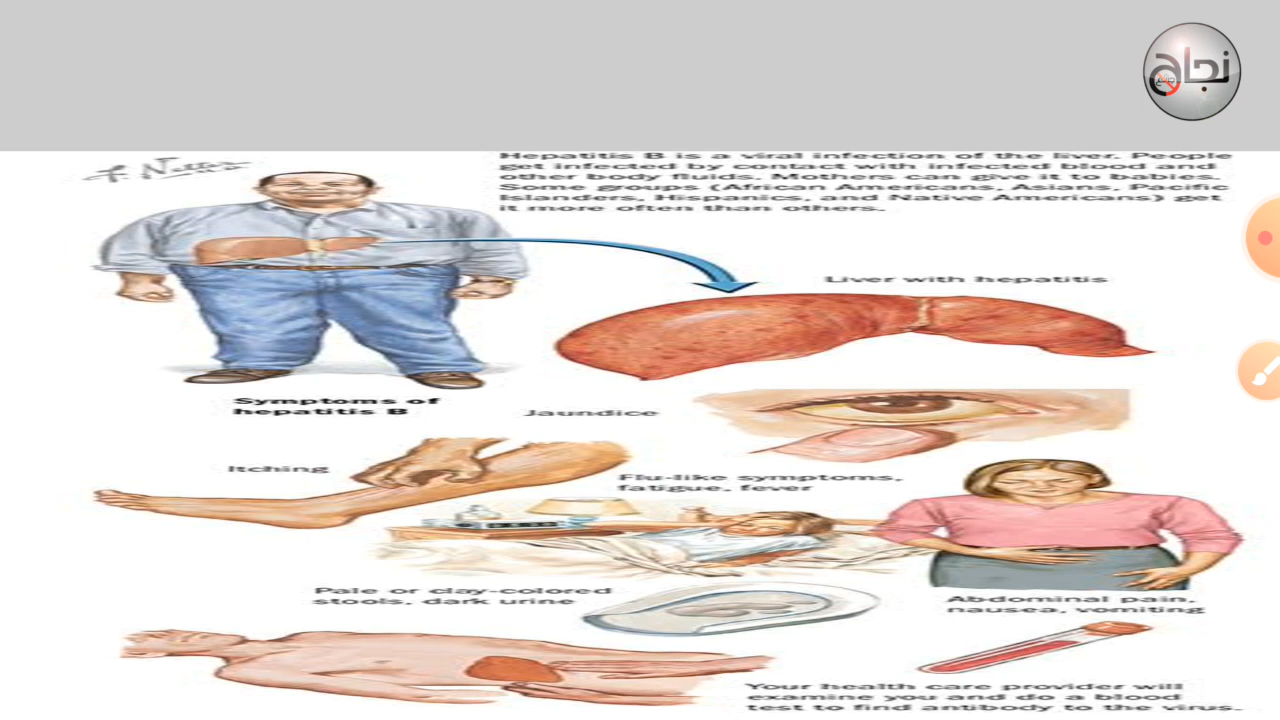 نجاح
F. Netter
Hepatitis B is a viral infection of the liver. People
get infected by contact with infected blood and
other body fluids. Mothers can give it to babies.
Some groups (African Americans, Asians, Pacific
Islanders, Hispanics, and Native Americans) get
it more often than others.
Liver with hepatitis
Symptoms of
hepatitis B
Jaundice
Itching
Flu-like symptoms,
fatigue, fever
Pale or clay-colored
stools, dark urine
Abdominal pain,
nausea, vomiting
Your health care provider will
examine you and do a blood
test to find antibody to the virus.